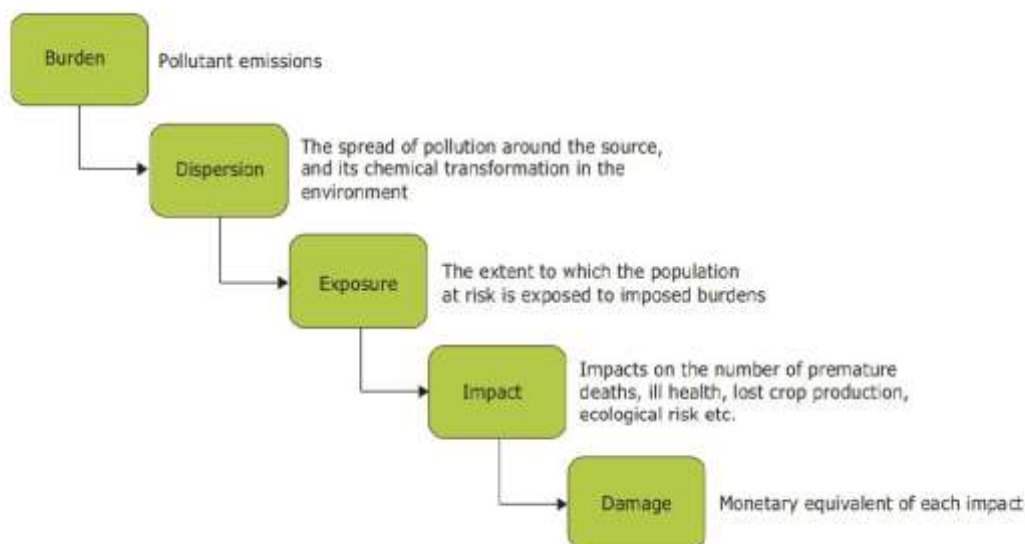 Burden
Pollutant emissions
Dispersion
The spread of pollution around the source,
and its chemical transformation in the
environment
Exposure
The extent to which the population
at risk is exposed to imposed burdens
Impact
Impacts on the number of premature
deaths, ill health, lost crop production,
ecological risk etc.
Damage
Monetary equivalent of each impact